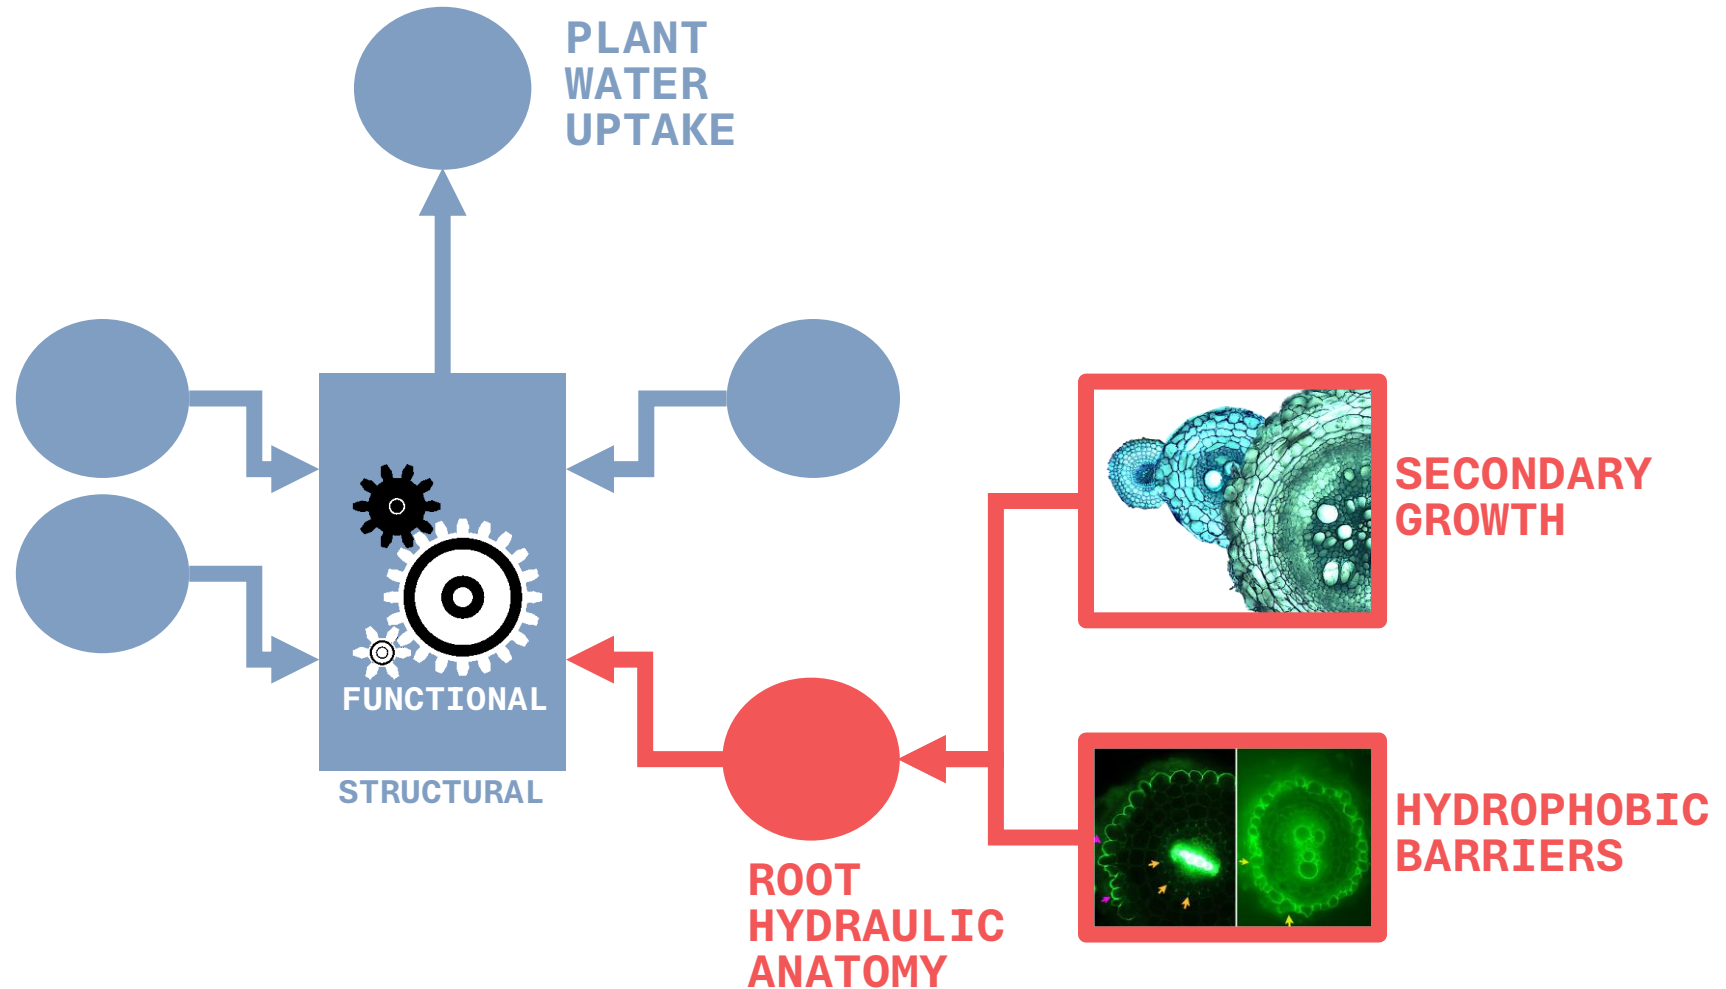 PLANT
WATER
UPTAKE
SECONDARY
GROWTH
FUNCTIONAL
STRUCTURAL
HYDROPHOBIC
BARRIERS
ROOT
HYDRAULIC
ANATOMY